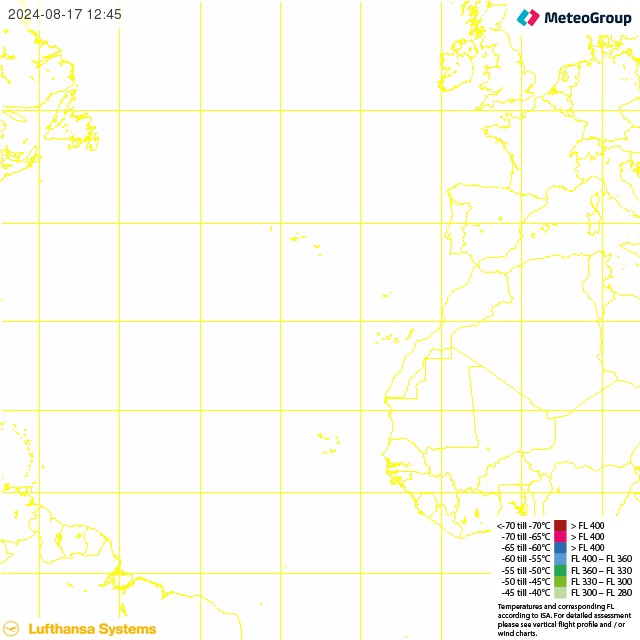 2024-08-17 12:45
MeteoGroup
<-70 till -70°C > FL 400
-70 till -65°C > FL 400
-65 till -60°C > FL 400
-60 till -55°C FL 400 – FL 360
-55 till -50°C FL 360 – FL 330
-50 till -45°C FL 330 – FL 300
-45 till -40°C FL 300 – FL 280
Temperatures and corresponding FL
according to ISA. For detailed assessment
please see vertical flight profile and / or
wind charts.
Lufthansa Systems